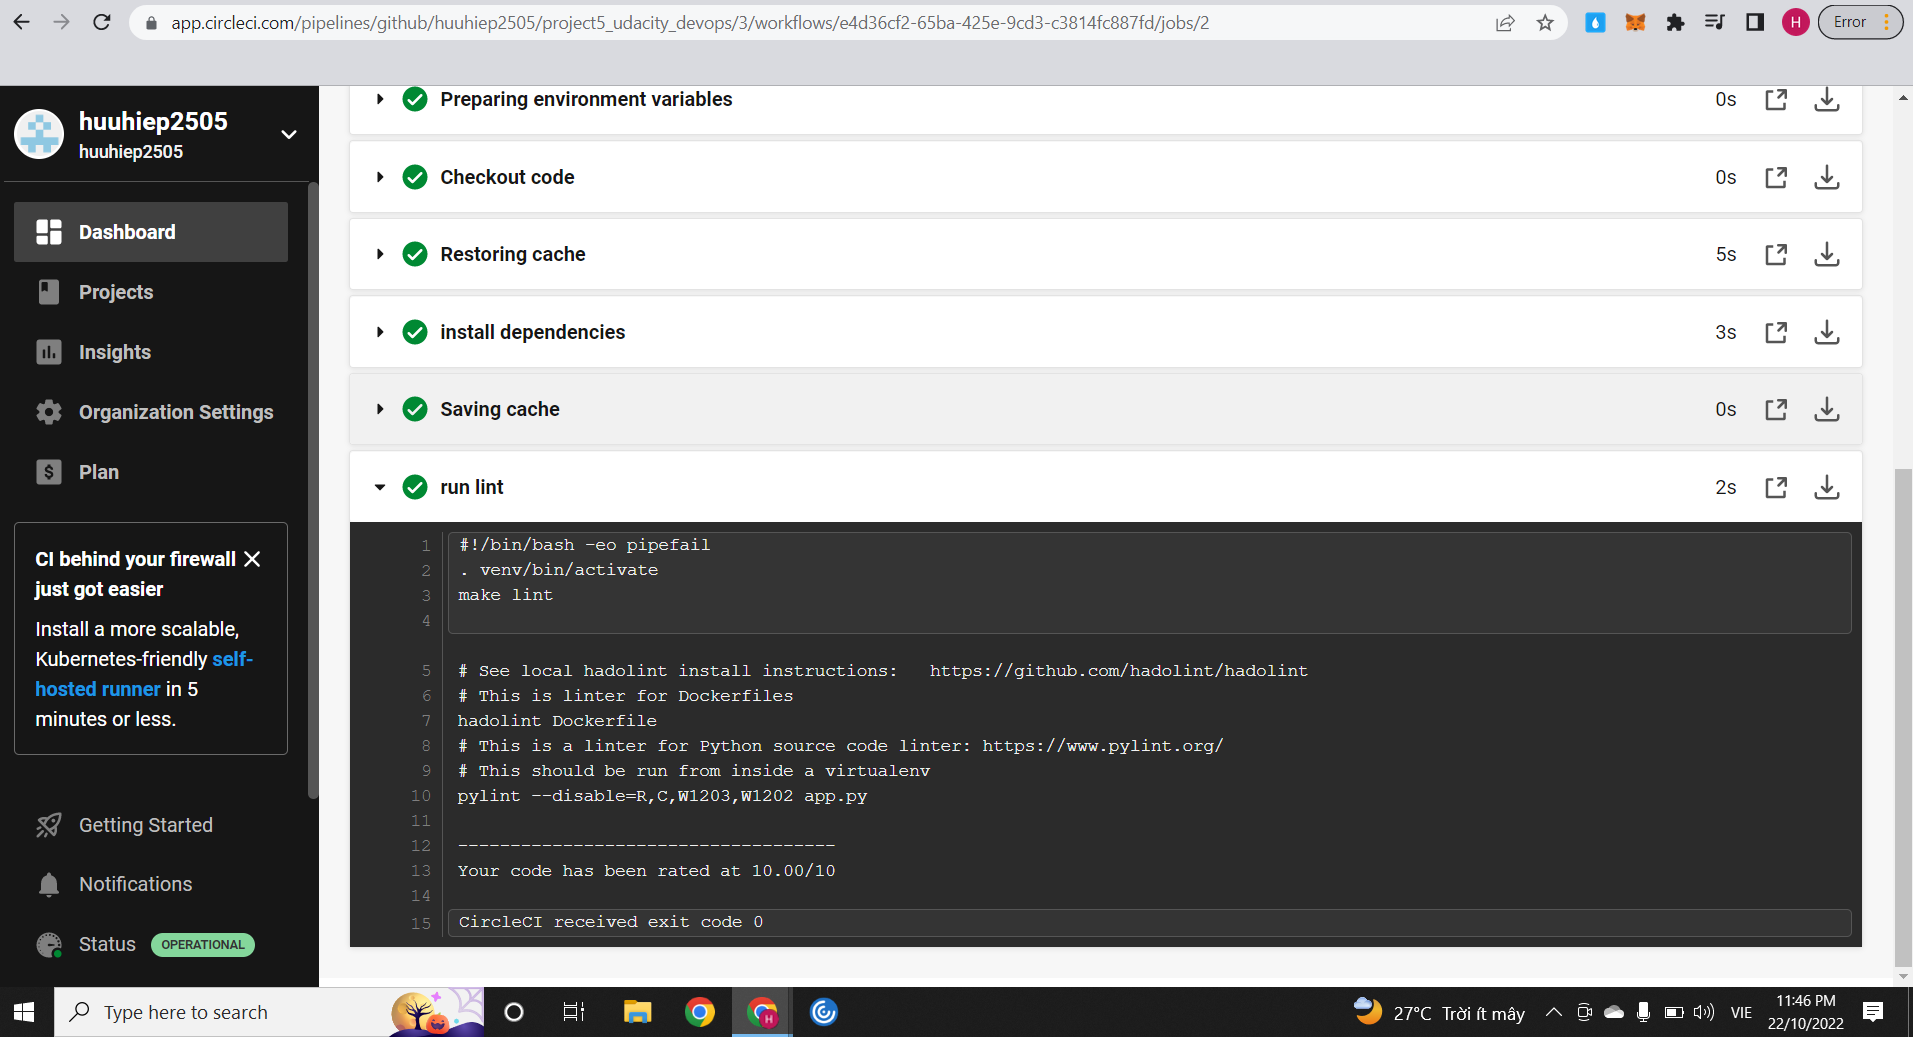 app.circleci.com/pipelines/github/huuhiep2505/project5_udacity_devops/3/workflows/e4d36cf2-65ba-425e-9cd3-c3814fc887fd/jobs/2
H
Error
huuhiep2505
huuhiep2505
Dashboard
Projects
Insights
Organization Settings
Plan
CI behind your firewall
just got easier
Install a more scalable,
Kubernetes-friendly self-
hosted runner in 5
minutes or less.
Getting Started
Notifications
Status OPERATIONAL
Preparing environment variables 0s
Checkout code 0s
Restoring cache 5s
install dependencies 3s
Saving cache 0s
run lint 2s
1 #!/bin/bash -eo pipefail
2 . venv/bin/activate
3 make lint
4
5 # See local hadolint install instructions:   https://github.com/hadolint/hadolint
6 # This is linter for Dockerfiles
7 hadolint Dockerfile
8 # This is a linter for Python source code linter: https://www.pylint.org/
9 # This should be run from inside a virtualenv
10 pylint --disable=R,C,W1203,W1202 app.py
11
12 ------------------------------------
13 Your code has been rated at 10.00/10
14
15 CircleCI received exit code 0
Type here to search
H
27°C Trời ít mây
VIE
11:46 PM
22/10/2022